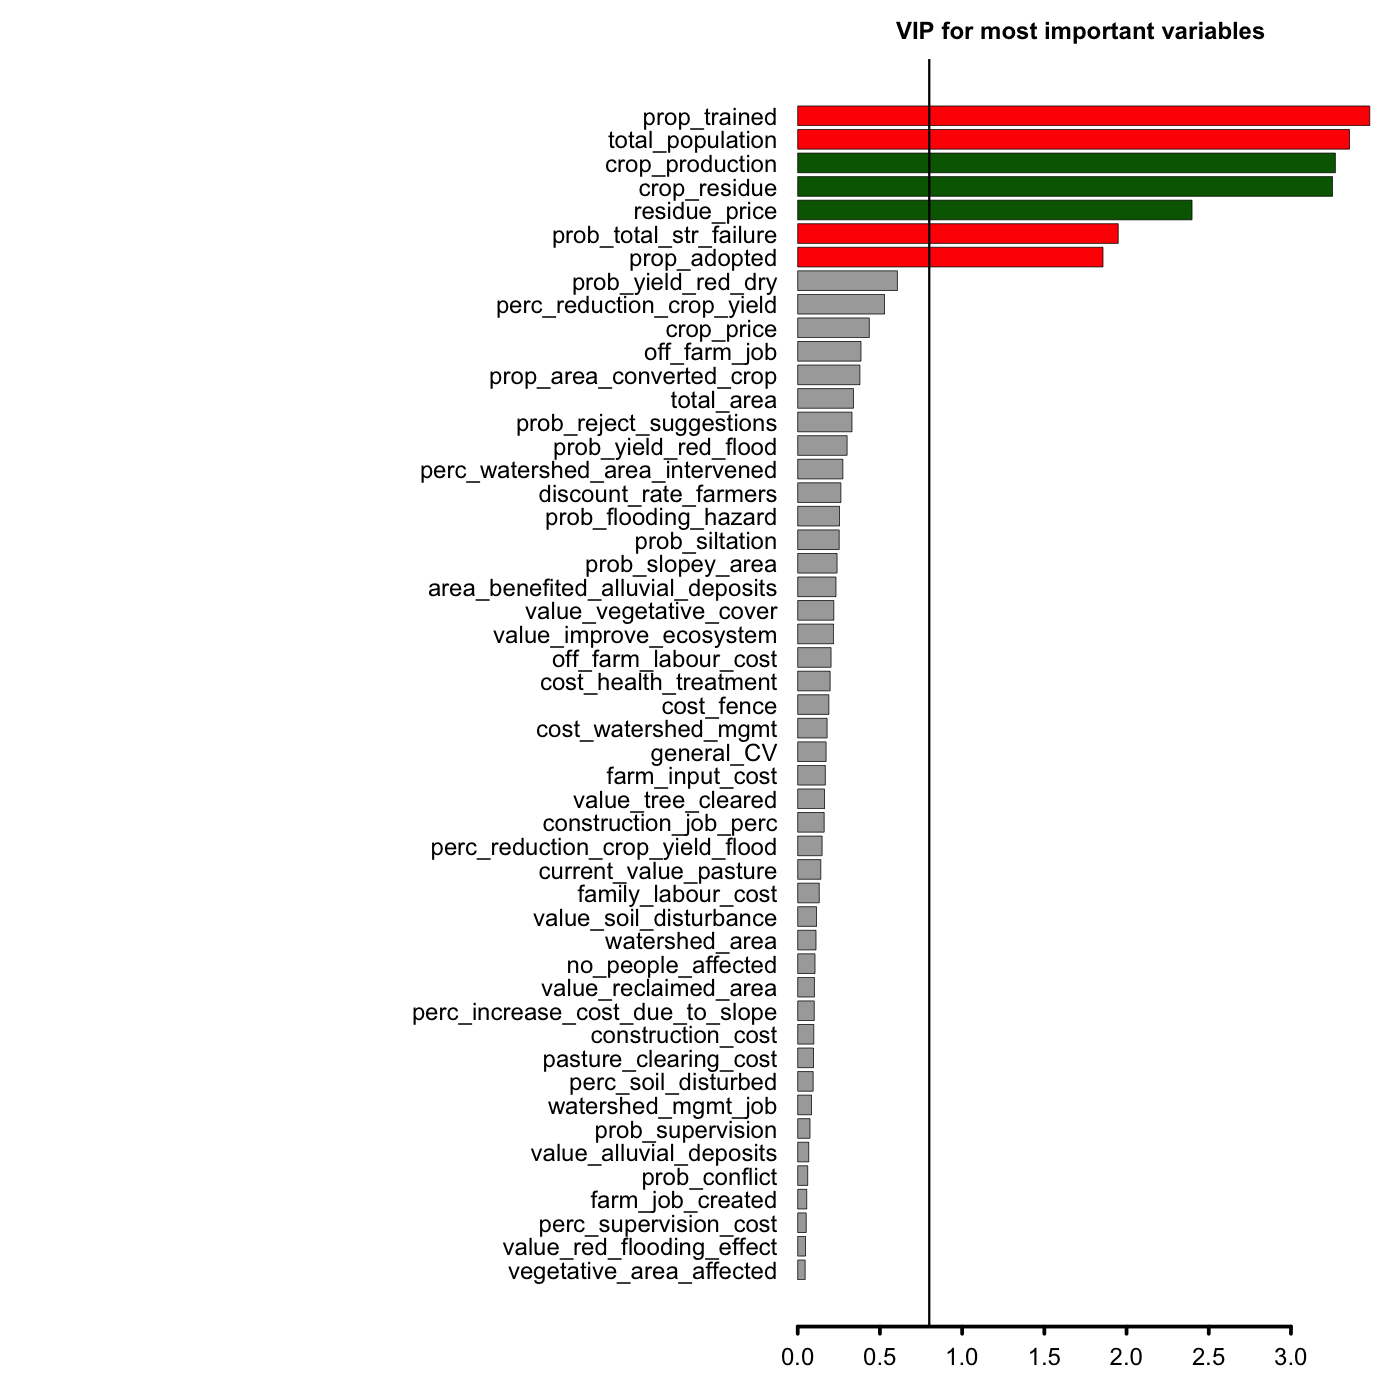 VIP for most important variables
prop_trained
total_population
crop_production
crop_residue
residue_price
prob_total_str_failure
prop_adopted
prob_yield_red_dry
perc_reduction_crop_yield
crop_price
off_farm_job
prop_area_converted_crop
total_area
prob_reject_suggestions
prob_yield_red_flood
perc_watershed_area_intervened
discount_rate_farmers
prob_flooding_hazard
prob_siltation
prob_slopey_area
area_benefited_alluvial_deposits
value_vegetative_cover
value_improve_ecosystem
off_farm_labour_cost
cost_health_treatment
cost_fence
cost_watershed_mgmt
general_CV
farm_input_cost
value_tree_cleared
construction_job_perc
perc_reduction_crop_yield_flood
current_value_pasture
family_labour_cost
value_soil_disturbance
watershed_area
no_people_affected
value_reclaimed_area
perc_increase_cost_due_to_slope
construction_cost
pasture_clearing_cost
perc_soil_disturbed
watershed_mgmt_job
prob_supervision
value_alluvial_deposits
prob_conflict
farm_job_created
perc_supervision_cost
value_red_flooding_effect
vegetative_area_affected
0.0 0.5 1.0 1.5 2.0 2.5 3.0